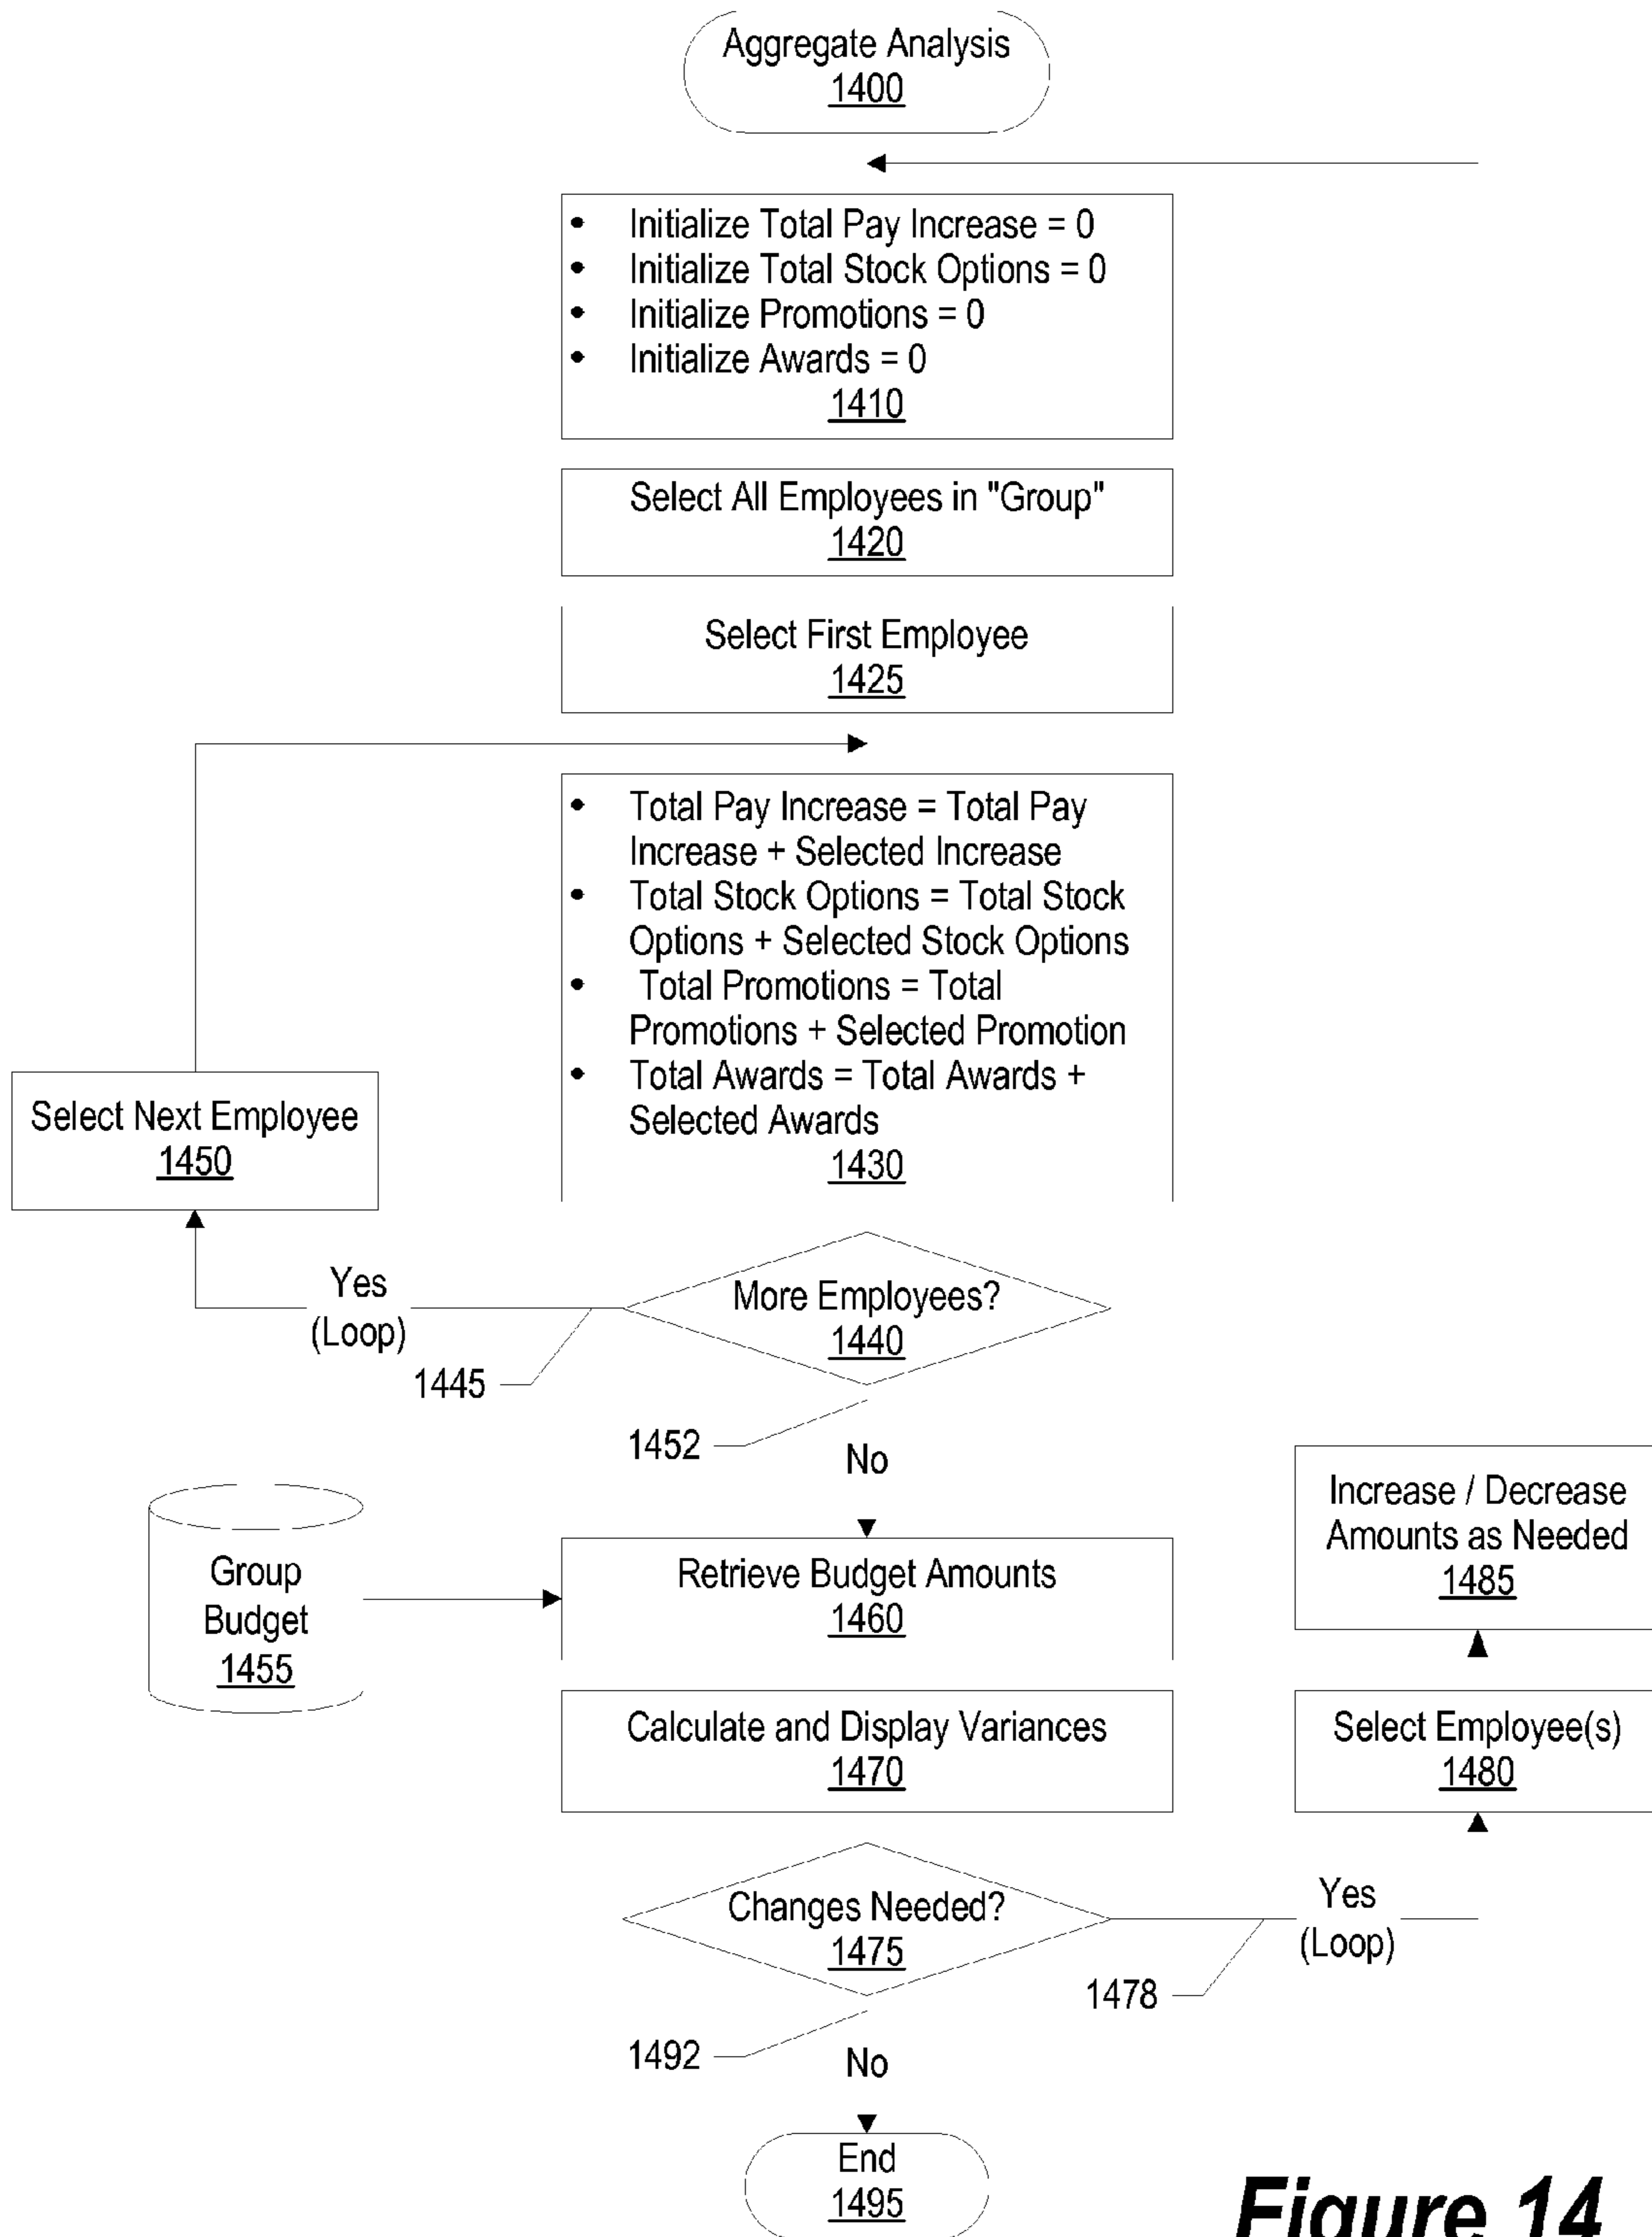 Aggregate Analysis
1400
• Initialize Total Pay Increase = 0
• Initialize Total Stock Options = 0
• Initialize Promotions = 0
• Initialize Awards = 0
1410
Select All Employees in "Group"
1420
Select First Employee
1425
• Total Pay Increase = Total Pay
Increase + Selected Increase
• Total Stock Options = Total Stock
Options + Selected Stock Options
• Total Promotions = Total
Promotions + Selected Promotion
• Total Awards = Total Awards +
Selected Awards
1430
Select Next Employee
1450
More Employees?
1440
Yes
(Loop)
1445
1452
No
Group
Budget
1455
Retrieve Budget Amounts
1460
Increase / Decrease
Amounts as Needed
1485
Calculate and Display Variances
1470
Select Employee(s)
1480
Changes Needed?
1475
Yes
(Loop)
1478
1492
No
End
1495
Figure 14